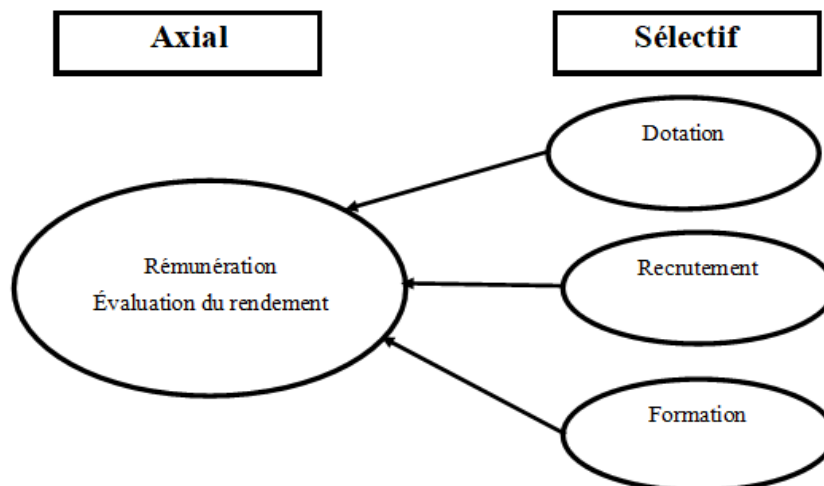 Axial
Sélectif
Dotation
Rémunération
Évaluation du rendement
Recrutement
Formation